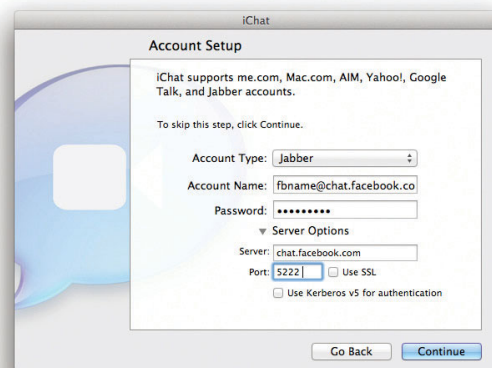 iChat
Account Setup
iChat supports me.com, Mac.com, AIM, Yahoo!, Google
Talk, and Jabber accounts.
To skip this step, click Continue.
Account Type: Jabber
Account Name: fbname@chat.facebook.co
Password: •••••••••
Server Options
Server: chat.facebook.com
Port: 5222 Use SSL
Use Kerberos v5 for authentication
Go Back Continue